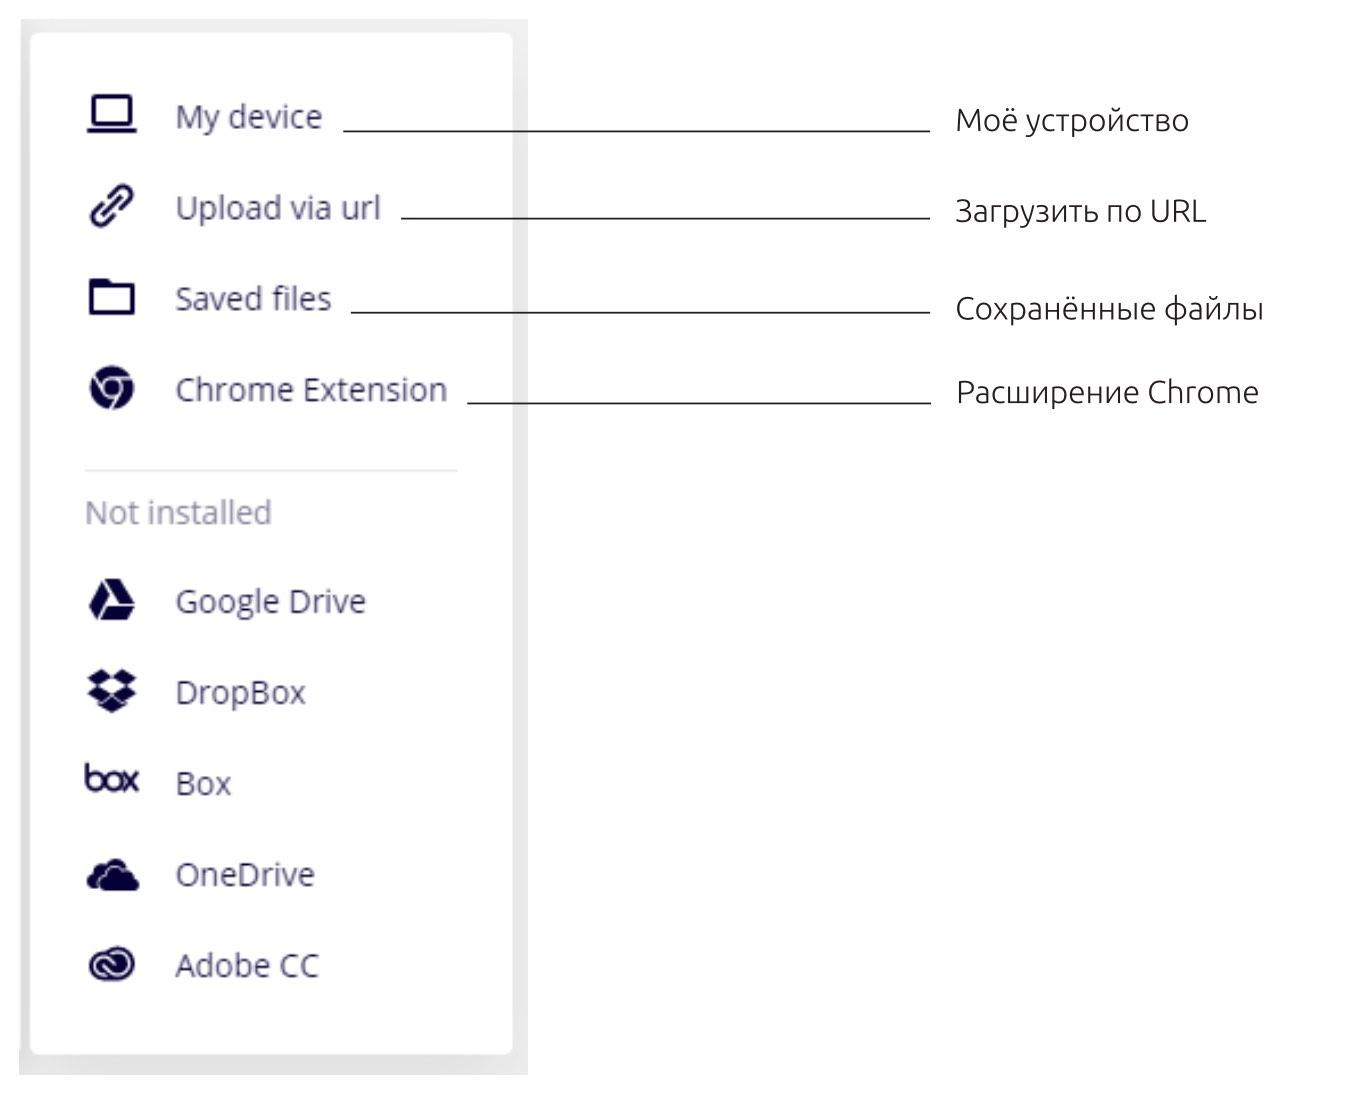 My device Моё устройство
Upload via url Загрузить по URL
Saved files Сохранённые файлы
Chrome Extension Расширение Chrome
Not installed
Google Drive
DropBox
box Box
OneDrive
Adobe CC